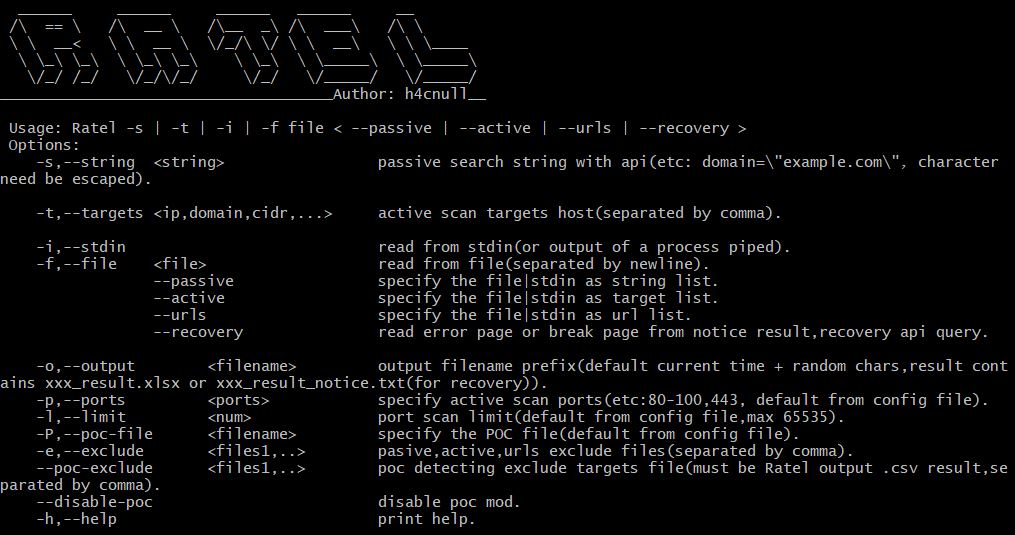 RATEL
Author: h4cnull
Usage: Ratel -s | -t | -i | -f file < --passive | --active | --urls | --recovery >
Options:
-s,--string <string> passive search string with api(etc: domain=\"example.com\", character
need be escaped).
-t,--targets <ip,domain,cidr,...> active scan targets host(separated by comma).
-i,--stdin read from stdin(or output of a process piped).
-f,--file <file> read from file(separated by newline).
--passive specify the file|stdin as string list.
--active specify the file|stdin as target list.
--urls specify the file|stdin as url list.
--recovery read error page or break page from notice result,recovery api query.
-o,--output <filename> output filename prefix(default current time + random chars,result cont
ains xxx_result.xlsx or xxx_result_notice.txt(for recovery)).
-p,--ports <ports> specify active scan ports(etc:80-100,443, default from config file).
-l,--limit <num> port scan limit(default from config file,max 65535).
-P,--poc-file <filename> specify the POC file(default from config file).
-e,--exclude <files1,..> pasive,active,urls exclude files(separated by comma).
--poc-exclude <files1,..> poc detecting exclude targets file(must be Ratel output .csv result,se
parated by comma).
--disable-poc disable poc mod.
-h,--help print help.